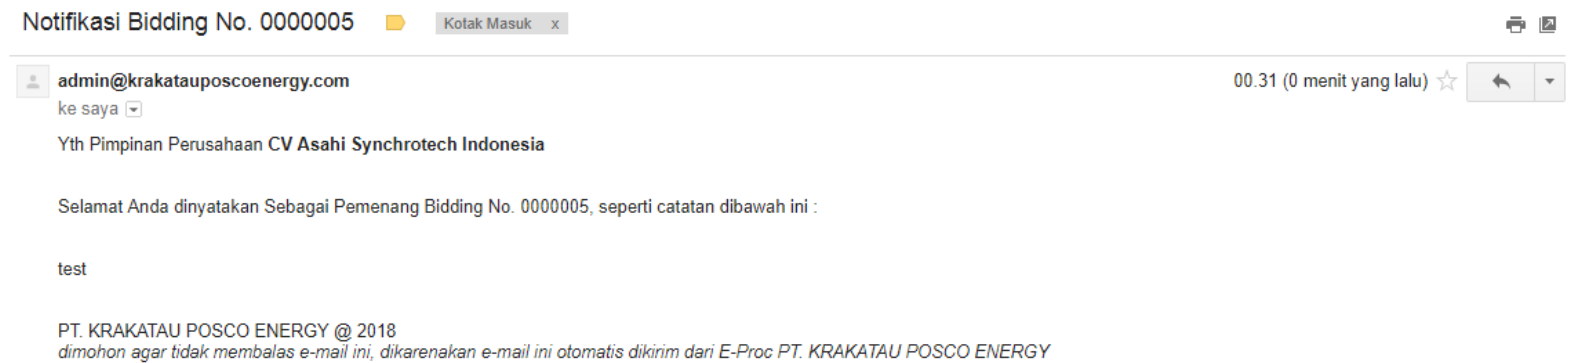 Notifikasi Bidding No. 0000005 Kotak Masuk x
admin@krakatauposcoenergy.com 00.31 (0 menit yang lalu)
ke saya
Yth Pimpinan Perusahaan CV Asahi Synchrotech Indonesia
Selamat Anda dinyatakan Sebagai Pemenang Bidding No. 0000005, seperti catatan dibawah ini :
test
PT. KRAKATAU POSCO ENERGY @ 2018
dimohon agar tidak membalas e-mail ini, dikarenakan e-mail ini otomatis dikirim dari E-Proc PT. KRAKATAU POSCO ENERGY